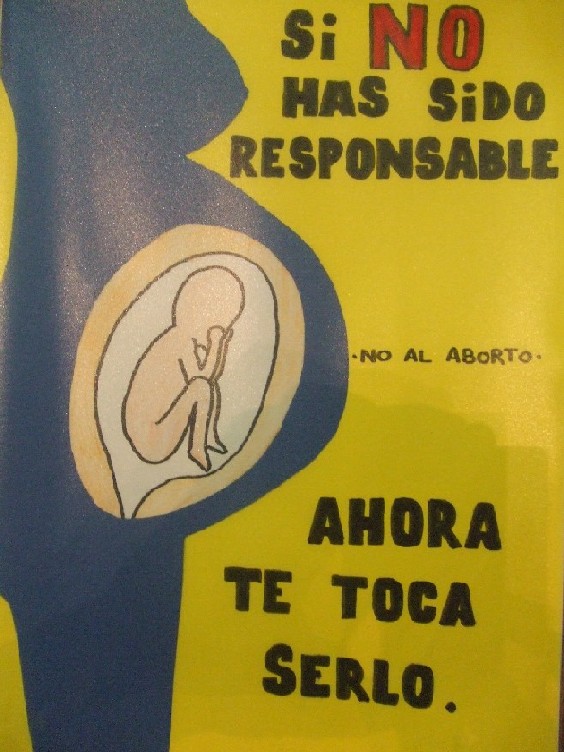 Si NO
HAS SiDO
RESPONSABLE
·NO AL ABORTO·
AHORA
TE TOCA
SERLO.